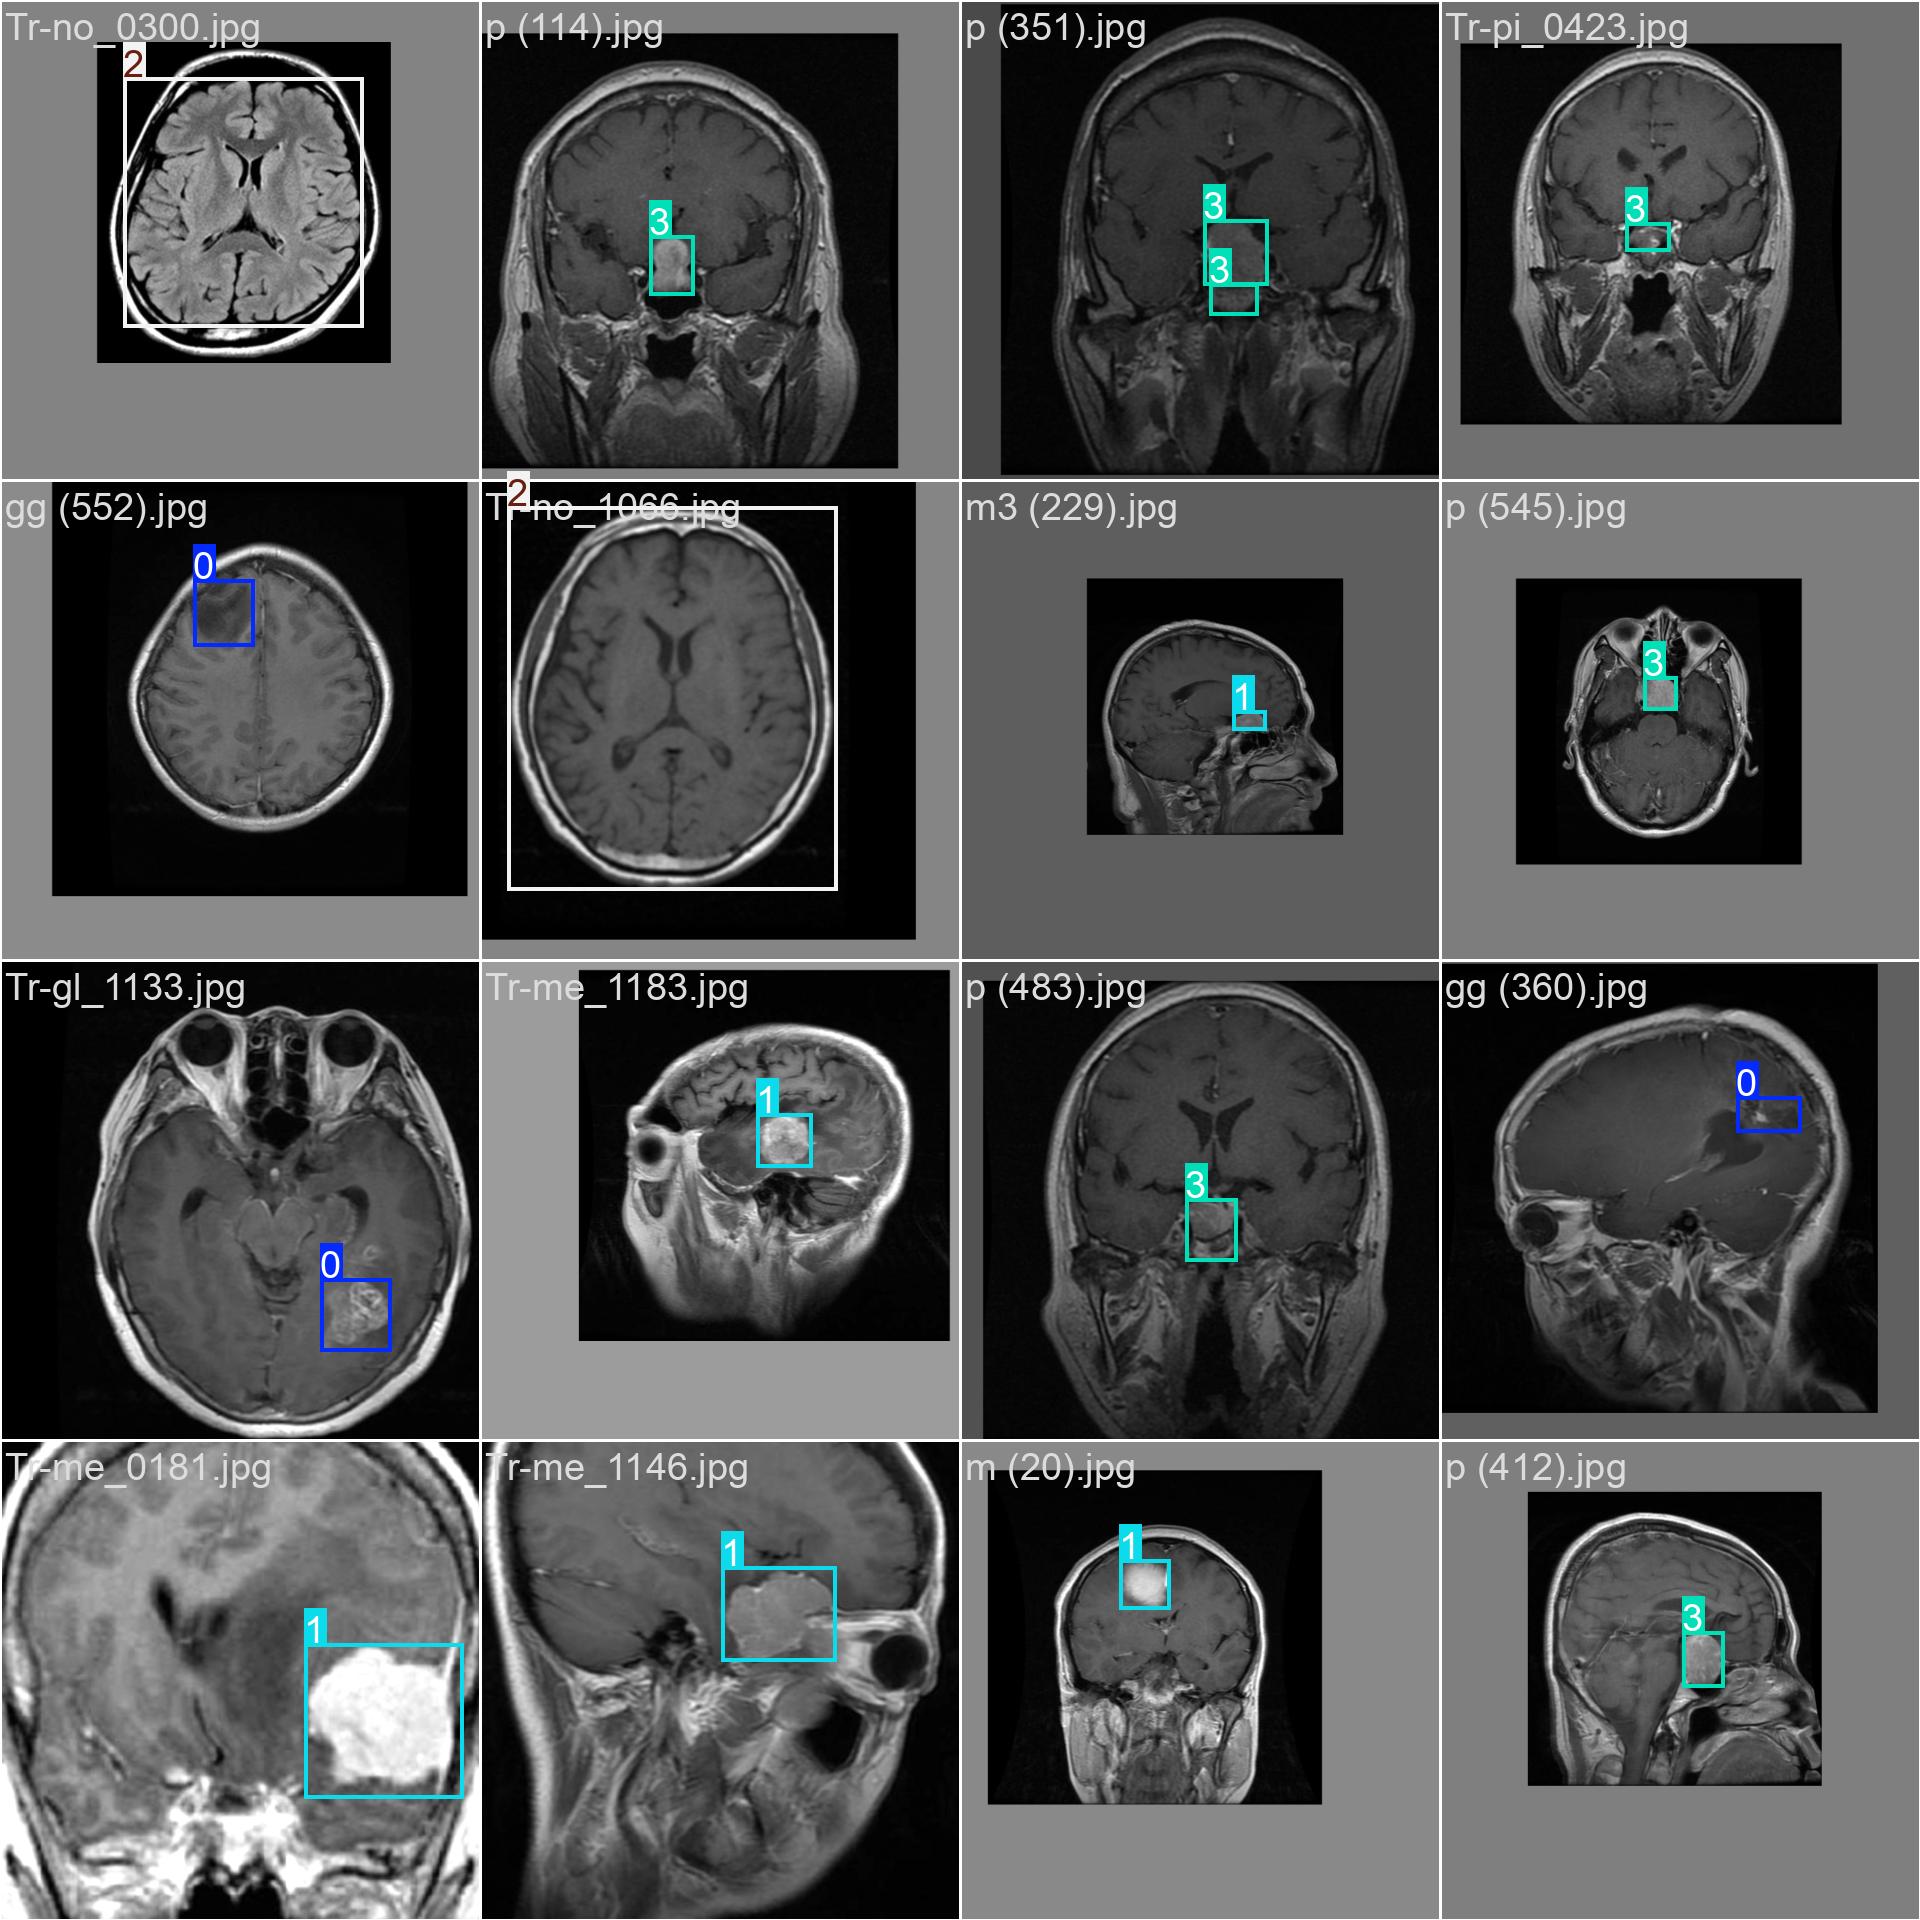 Tr-no_0300.jpg
2
p (114).jpg
3
p (351).jpg
3
3
Tr-pi_0423.jpg
3
gg (552).jpg
0
Tr-no_1066.jpg
2
m3 (229).jpg
1
p (545).jpg
3
Tr-gl_1133.jpg
0
Tr-me_1183.jpg
1
p (483).jpg
3
gg (360).jpg
0
Tr-me_0181.jpg
1
Tr-me_1146.jpg
1
m (20).jpg
1
p (412).jpg
3